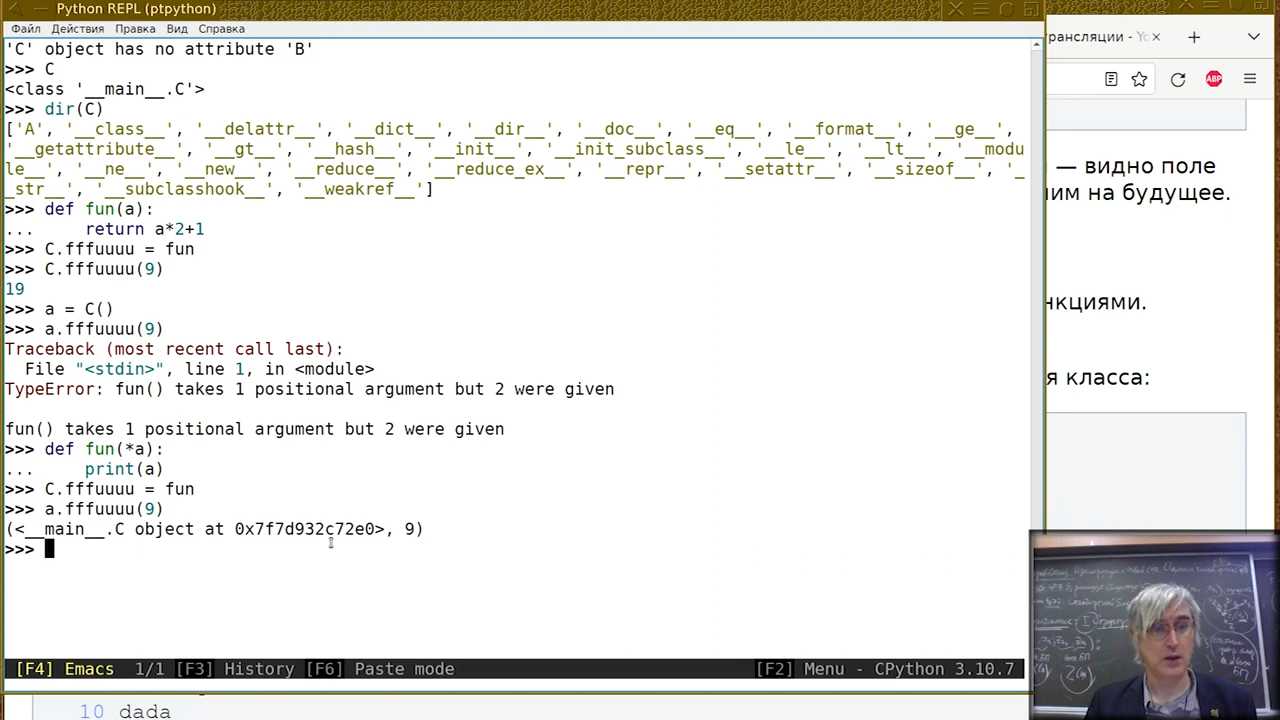 Python REPL (ptpython)
Файл Действия Правка Вид Справка
'C' object has no attribute 'B'
>>> C
<class '__main__.C'>
>>> dir(C)
['A', '__class__', '__delattr__', '__dict__', '__dir__', '__doc__', '__eq__', '__format__', '__ge__',
'__getattribute__', '__gt__', '__hash__', '__init__', '__init_subclass__', '__le__', '__lt__', '__modu
le__', '__ne__', '__new__', '__reduce__', '__reduce_ex__', '__repr__', '__setattr__', '__sizeof__', '_
_str__', '__subclasshook__', '__weakref__']
>>> def fun(a):
...     return a*2+1
>>> C.fffuuuu = fun
>>> C.fffuuuu(9)
19
>>> a = C()
>>> a.fffuuuu(9)
Traceback (most recent call last):
  File "<stdin>", line 1, in <module>
TypeError: fun() takes 1 positional argument but 2 were given
fun() takes 1 positional argument but 2 were given
>>> def fun(*a):
...     print(a)
>>> C.fffuuuu = fun
>>> a.fffuuuu(9)
(<__main__.C object at 0x7f7d932c72e0>, 9)
>>>
[F4] Emacs 1/1 [F3] History [F6] Paste mode [F2] Menu - CPython 3.10.7
10 dada
трансляции -
ABP
— видно поле
на будущее.
нкциями.
я класса: